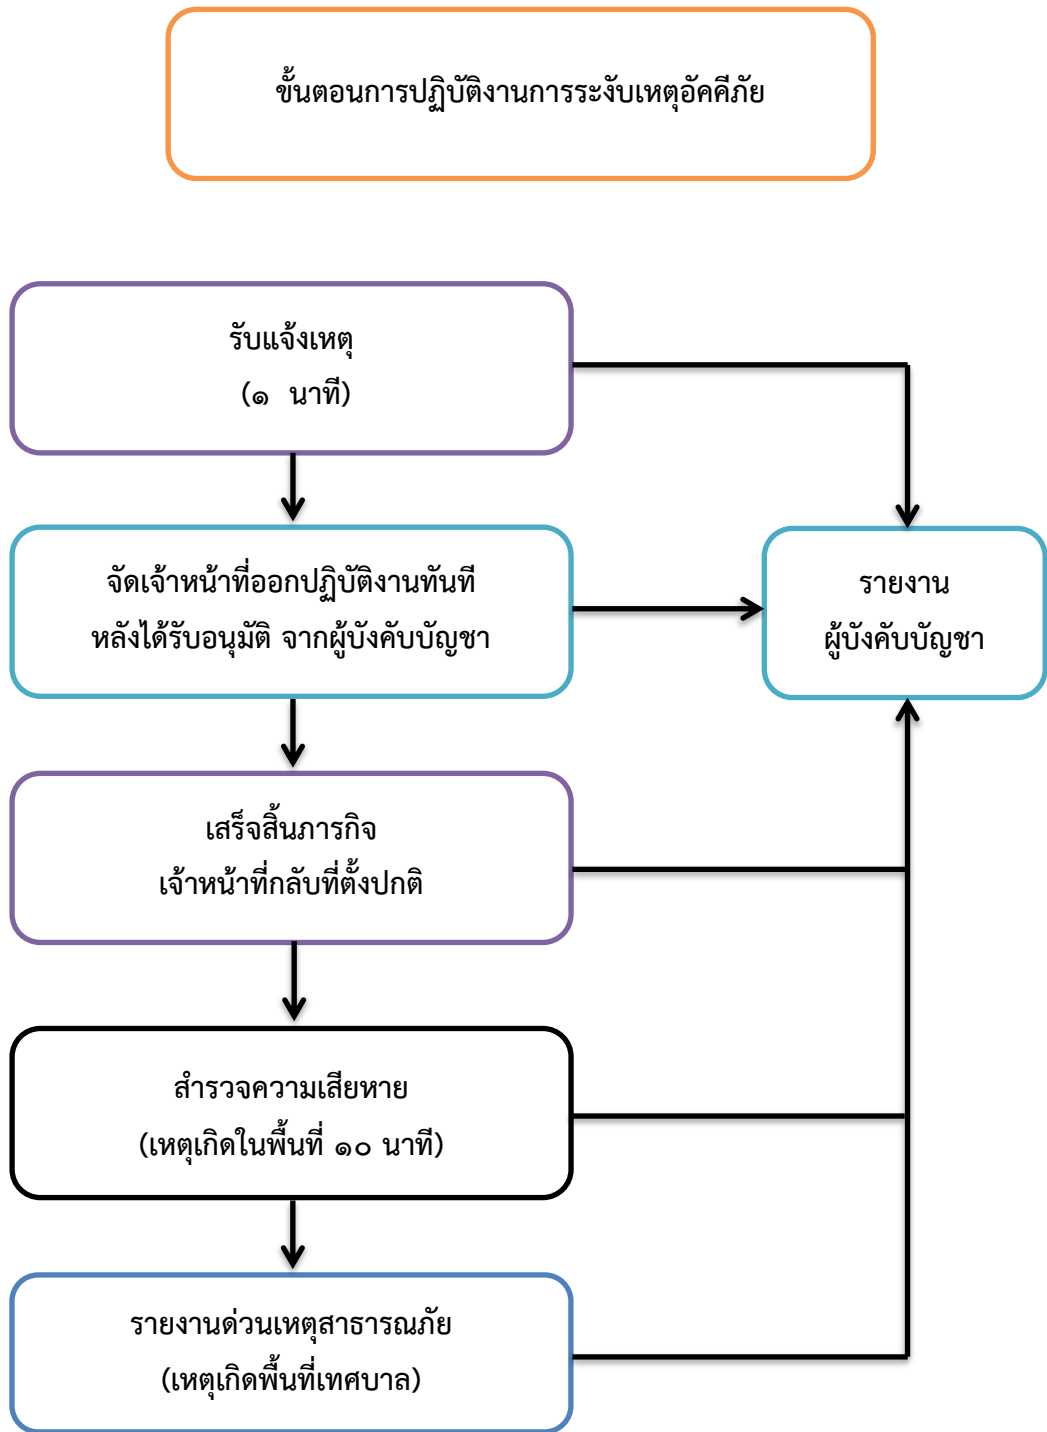 ขั้นตอนการปฏิบัติงานการระงับเหตุอัคคีภัย
รับแจ้งเหตุ
(๑ นาที)
จัดเจ้าหน้าที่ออกปฏิบัติงานทันที
หลังได้รับอนุมัติ จากผู้บังคับบัญชา
รายงาน
ผู้บังคับบัญชา
เสร็จสิ้นภารกิจ
เจ้าหน้าที่กลับที่ตั้งปกติ
สำรวจความเสียหาย
(เหตุเกิดในพื้นที่ ๑๐ นาที)
รายงานด่วนเหตุสาธารณภัย
(เหตุเกิดพื้นที่เทศบาล)